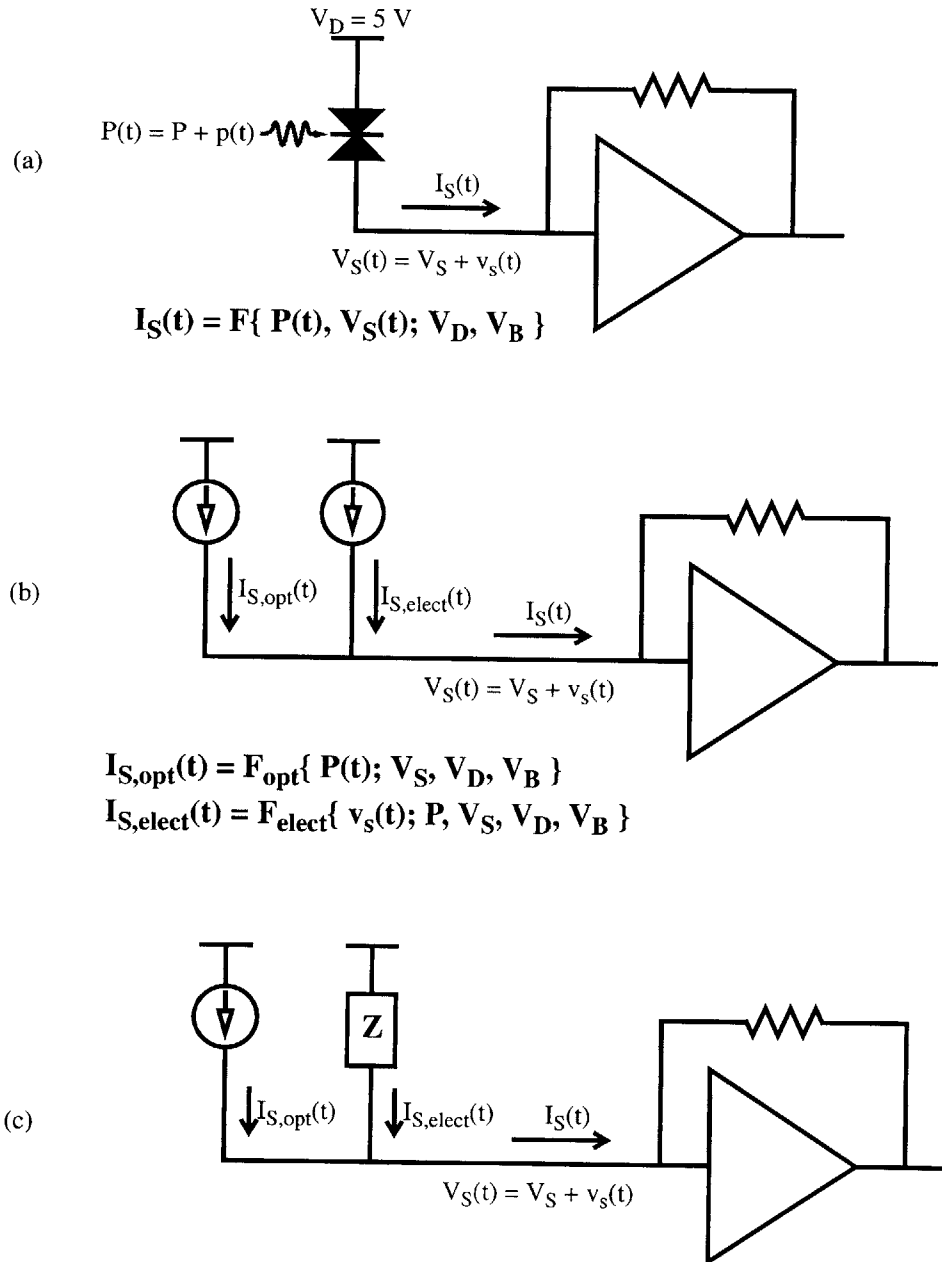 V_D = 5 V
P(t) = P + p(t)
(a)
I_S(t)
V_S(t) = V_S + v_s(t)
I_S(t) = F{ P(t), V_S(t); V_D, V_B }
(b)
I_S,opt(t)
I_S,elect(t)
I_S(t)
V_S(t) = V_S + v_s(t)
I_S,opt(t) = F_opt{ P(t); V_S, V_D, V_B }
I_S,elect(t) = F_elect{ v_s(t); P, V_S, V_D, V_B }
Z
(c)
I_S,opt(t)
I_S,elect(t)
I_S(t)
V_S(t) = V_S + v_s(t)